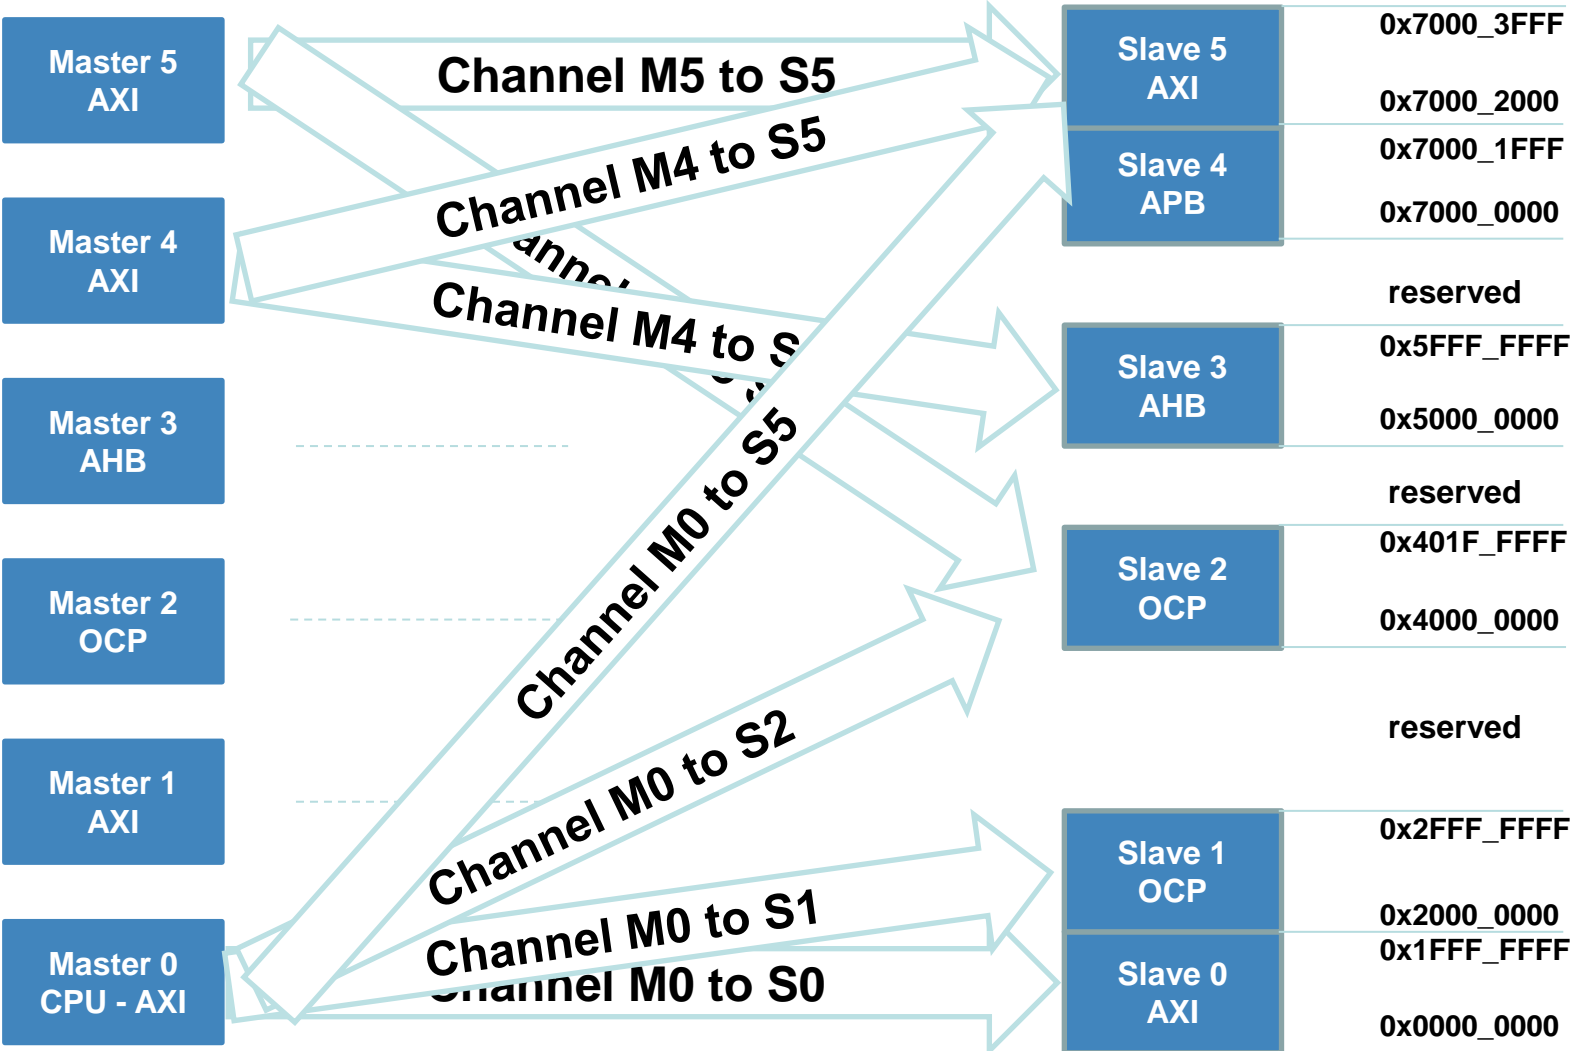 Master 5
AXI
Master 4
AXI
Master 3
AHB
Master 2
OCP
Master 1
AXI
Master 0
CPU - AXI
Channel M5 to S5
Channel M4 to S5
Channel M4 to
Channel M0 to S5
Channel M0 to S2
Channel M0 to S1
Channel M0 to S0
Slave 5
AXI
Slave 4
APB
Slave 3
AHB
Slave 2
OCP
Slave 1
OCP
Slave 0
AXI
0x7000_3FFF
0x7000_2000
0x7000_1FFF
0x7000_0000
reserved
0x5FFF_FFFF
0x5000_0000
reserved
0x401F_FFFF
0x4000_0000
reserved
0x2FFF_FFFF
0x2000_0000
0x1FFF_FFFF
0x0000_0000